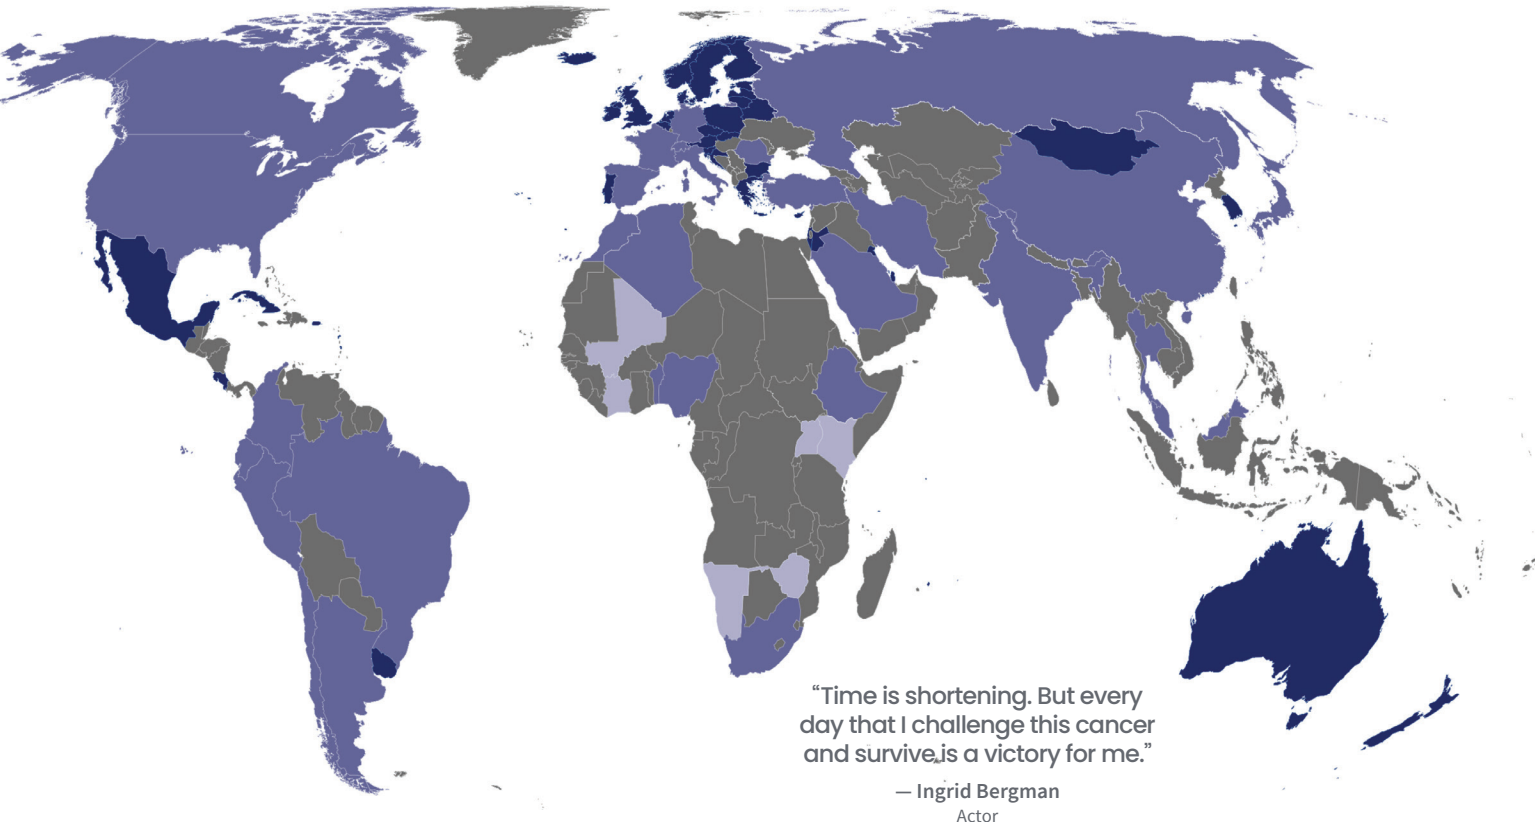 “Time is shortening. But every
day that I challenge this cancer
and survive is a victory for me.”
— Ingrid Bergman
Actor